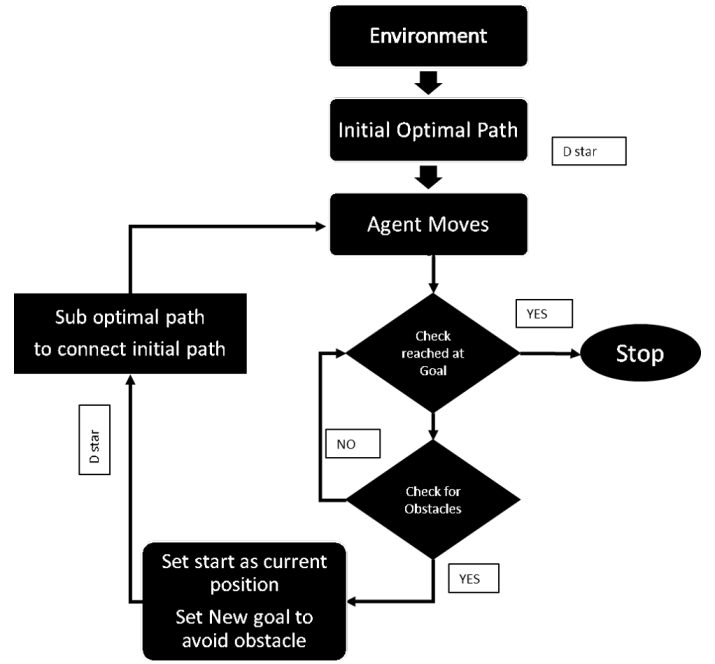 Environment
Initial Optimal Path
D star
Agent Moves
Sub optimal path
to connect initial path
YES
Check
reached at
Goal
Stop
D star
NO
Check for
Obstacles
Set start as current
position
Set New goal to
avoid obstacle
YES